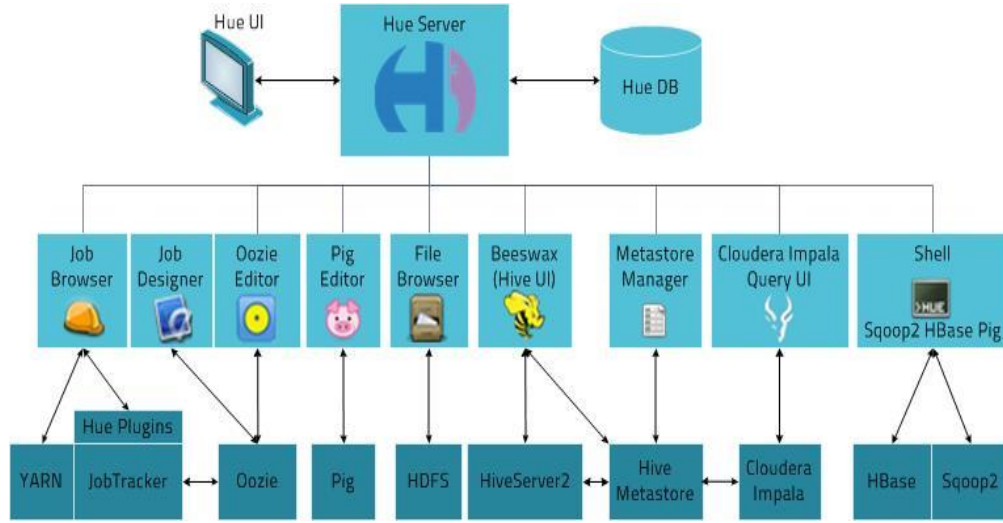 Hue UI
Hue Server
Hue DB
Job
Browser
Job
Designer
Oozie
Editor
Pig
Editor
File
Browser
Beeswax
(Hive UI)
Metastore
Manager
Cloudera Impala
Query UI
Shell
>HUE
Sqoop2 HBase Pig
Hue Plugins
YARN
JobTracker
Oozie
Pig
HDFS
HiveServer2
Hive
Metastore
Cloudera
Impala
HBase
Sqoop2